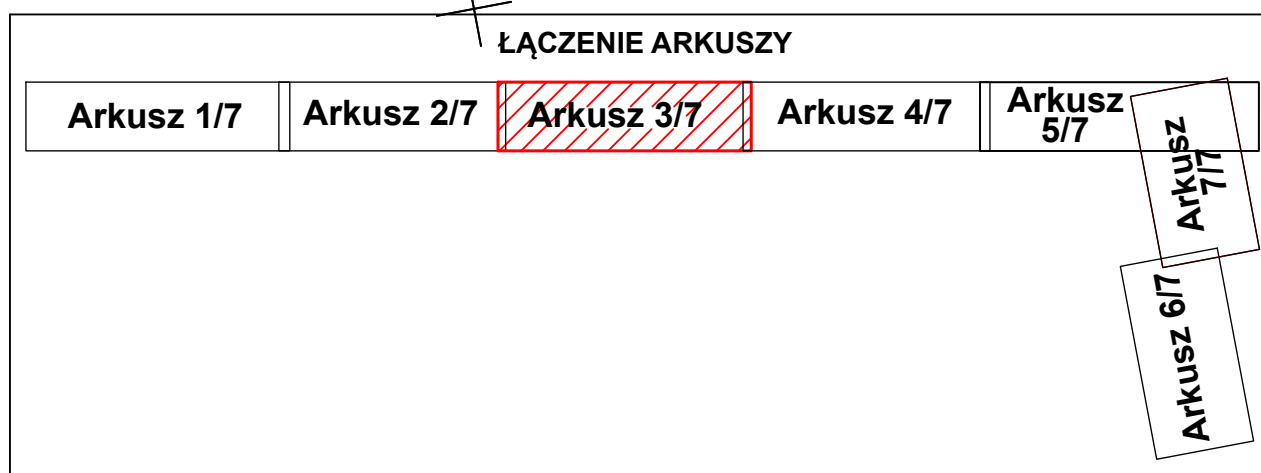 ŁĄCZENIE ARKUSZY
Arkusz 1/7
Arkusz 2/7
Arkusz 3/7
Arkusz 4/7
Arkusz
5/7
Arkusz
7/7
Arkusz 6/7